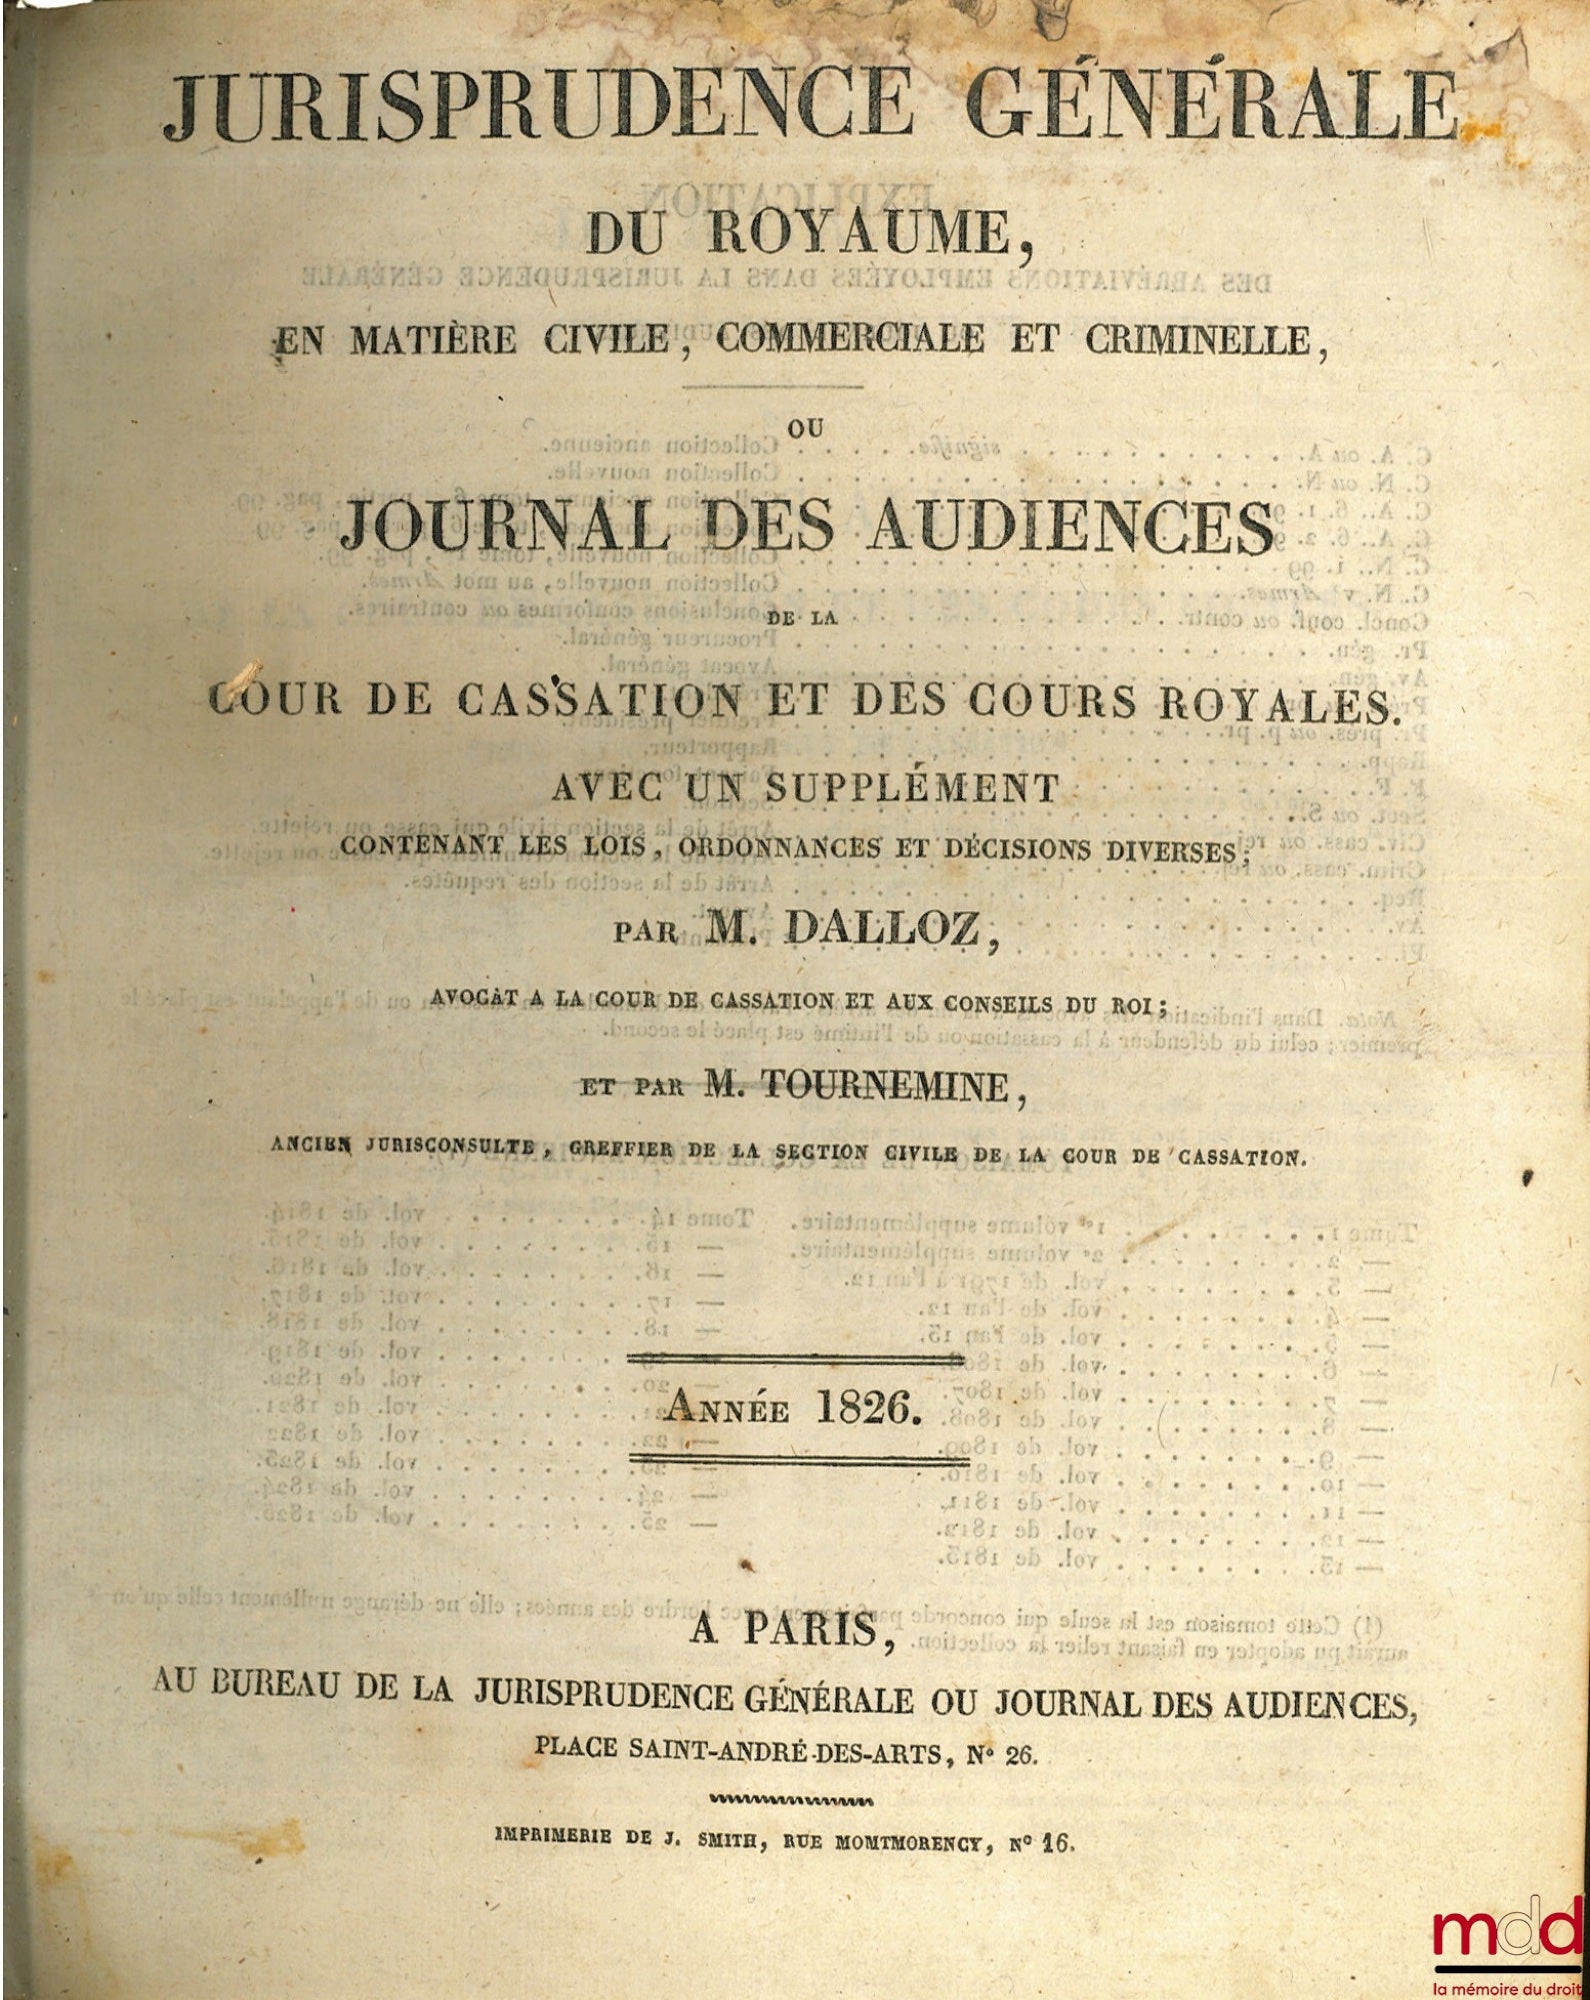 JURISPRUDENCE GÉNÉRALE
DU ROYAUME,
EN MATIÈRE CIVILE, COMMERCIALE ET CRIMINELLE,
OU
JOURNAL DES AUDIENCES
DE LA
COUR DE CASSATION ET DES COURS ROYALES.
AVEC UN SUPPLÉMENT
CONTENANT LES LOIS, ORDONNANCES ET DÉCISIONS DIVERSES;
PAR M. DALLOZ,
AVOCAT A LA COUR DE CASSATION ET AUX CONSEILS DU ROI;
ET PAR M. TOURNEMINE,
ANCIEN JURISCONSULTE, GREFFIER DE LA SECTION CIVILE DE LA COUR DE CASSATION.
ANNÉE 1826.
A PARIS,
AU BUREAU DE LA JURISPRUDENCE GÉNÉRALE OU JOURNAL DES AUDIENCES,
PLACE SAINT-ANDRÉ-DES-ARTS, N° 26.
IMPRIMERIE DE J. SMITH, RUE MOMTMORENCY, N° 16.
mdd
la mémoire du droit